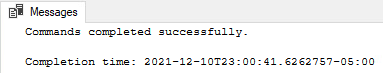 Messages
Commands completed successfully.
Completion time: 2021-12-10T23:00:41.6262757-05:00